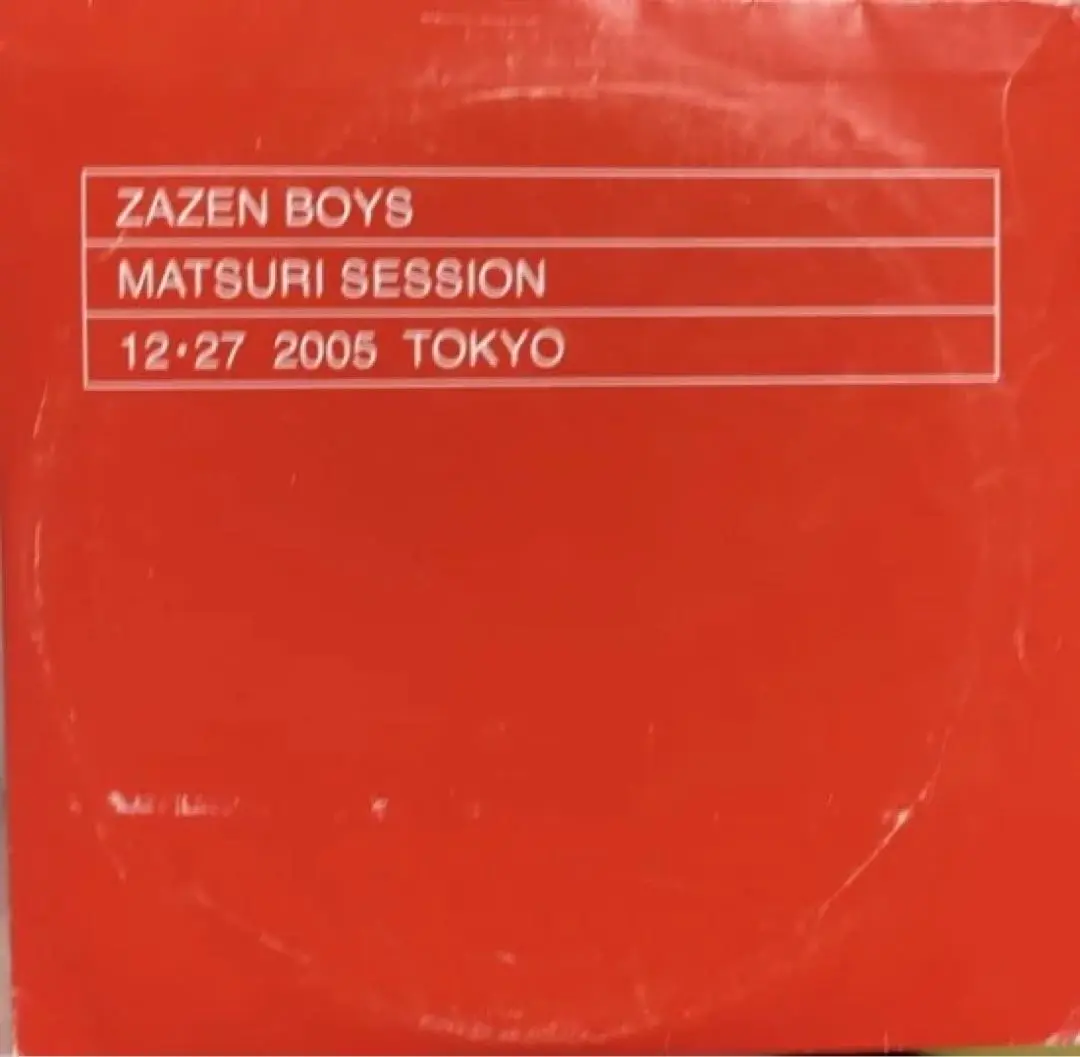 ZAZEN BOYS
MATSURI SESSION
12・27 2005 TOKYO